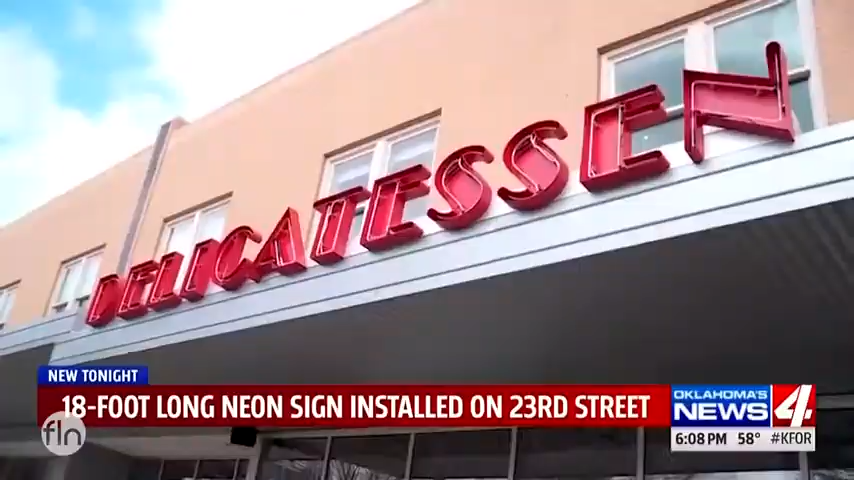 DELICATESSEN
NEW TONIGHT
18-FOOT LONG NEON SIGN INSTALLED ON 23RD STREET
OKLAHOMA'S
NEWS 4
6:08 PM 58° #KFOR
fln